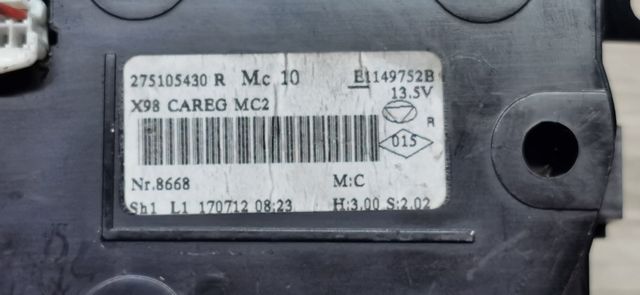 275105430 R Mc 10 E1149752B
13.5V
X98 CAREG MC2
R
015
Nr.8668 M:C
Sh1 L1 170712 08:23 H:3.00 S:2.02